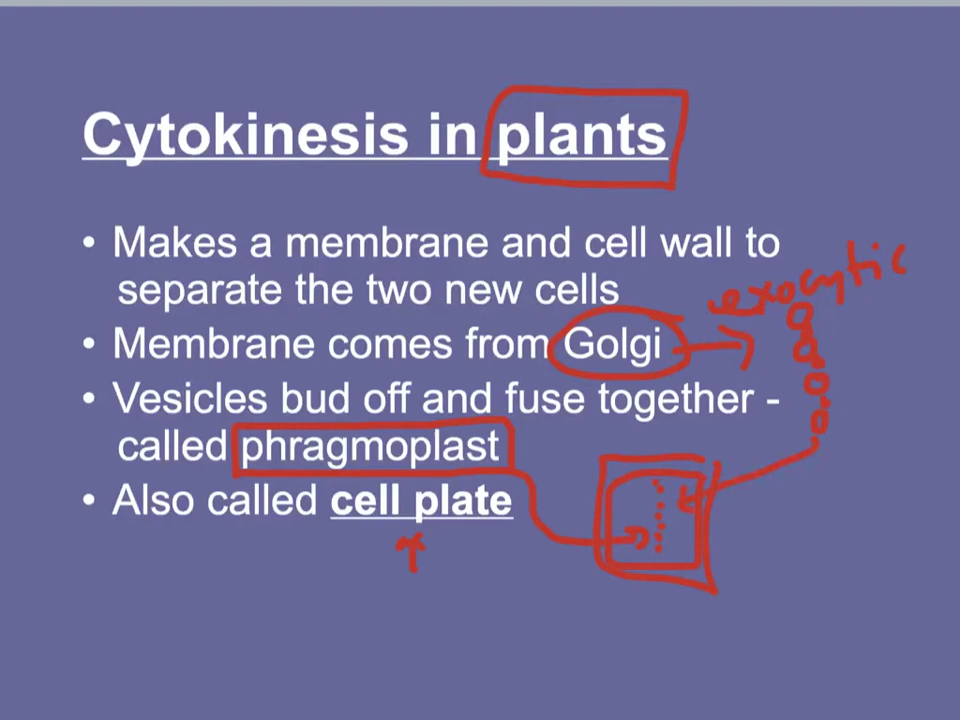 Cytokinesis in plants
• Makes a membrane and cell wall to
separate the two new cells
exocytic
• Membrane comes from Golgi
• Vesicles bud off and fuse together -
called phragmoplast
• Also called cell plate